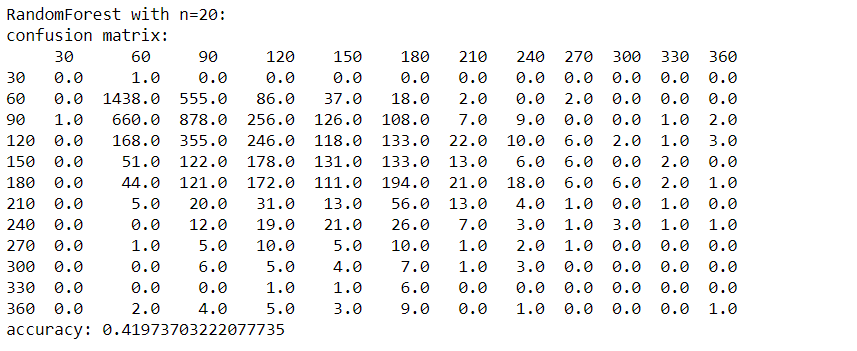 RandomForest with n=20:
confusion matrix:
30 60 90 120 150 180 210 240 270 300 330 360
30 0.0 1.0 0.0 0.0 0.0 0.0 0.0 0.0 0.0 0.0 0.0 0.0
60 0.0 1438.0 555.0 86.0 37.0 18.0 2.0 0.0 2.0 0.0 0.0 0.0
90 1.0 660.0 878.0 256.0 126.0 108.0 7.0 9.0 0.0 0.0 1.0 2.0
120 0.0 168.0 355.0 246.0 118.0 133.0 22.0 10.0 6.0 2.0 1.0 3.0
150 0.0 51.0 122.0 178.0 131.0 133.0 13.0 6.0 6.0 0.0 2.0 0.0
180 0.0 44.0 121.0 172.0 111.0 194.0 21.0 18.0 6.0 6.0 2.0 1.0
210 0.0 5.0 20.0 31.0 13.0 56.0 13.0 4.0 1.0 0.0 1.0 0.0
240 0.0 0.0 12.0 19.0 21.0 26.0 7.0 3.0 1.0 3.0 1.0 1.0
270 0.0 1.0 5.0 10.0 5.0 10.0 1.0 2.0 1.0 0.0 0.0 0.0
300 0.0 0.0 6.0 5.0 4.0 7.0 1.0 3.0 0.0 0.0 0.0 0.0
330 0.0 0.0 0.0 1.0 1.0 6.0 0.0 0.0 0.0 0.0 0.0 0.0
360 0.0 2.0 4.0 5.0 3.0 9.0 0.0 1.0 0.0 0.0 0.0 1.0
accuracy: 0.41973703222077735